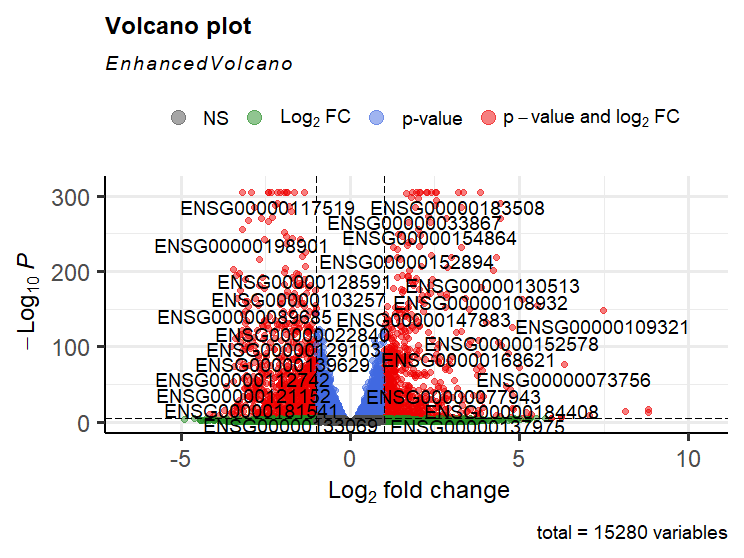 Volcano plot
EnhancedVolcano
NS Log₂ FC p-value p − value and log₂ FC
−Log₁₀ P
300
200
100
0
ENSG00000117519 ENSG00000183508
ENSG00000033867
ENSG00000198901 ENSG00000154864
ENSG00000152894
ENSG00000128591 ENSG00000130513
ENSG00000103257 ENSG00000108932
ENSG00000089685 ENSG00000147883 ENSG00000109321
ENSG00000022840
ENSG00000129103 ENSG00000152578
ENSG00000139629 ENSG00000168621
ENSG00000112742 ENSG00000073756
ENSG00000121152 ENSG00000077943
ENSG00000181541 ENSG00000184408
ENSG00000133069 ENSG00000137975
-5 0 5 10
Log₂ fold change
total = 15280 variables